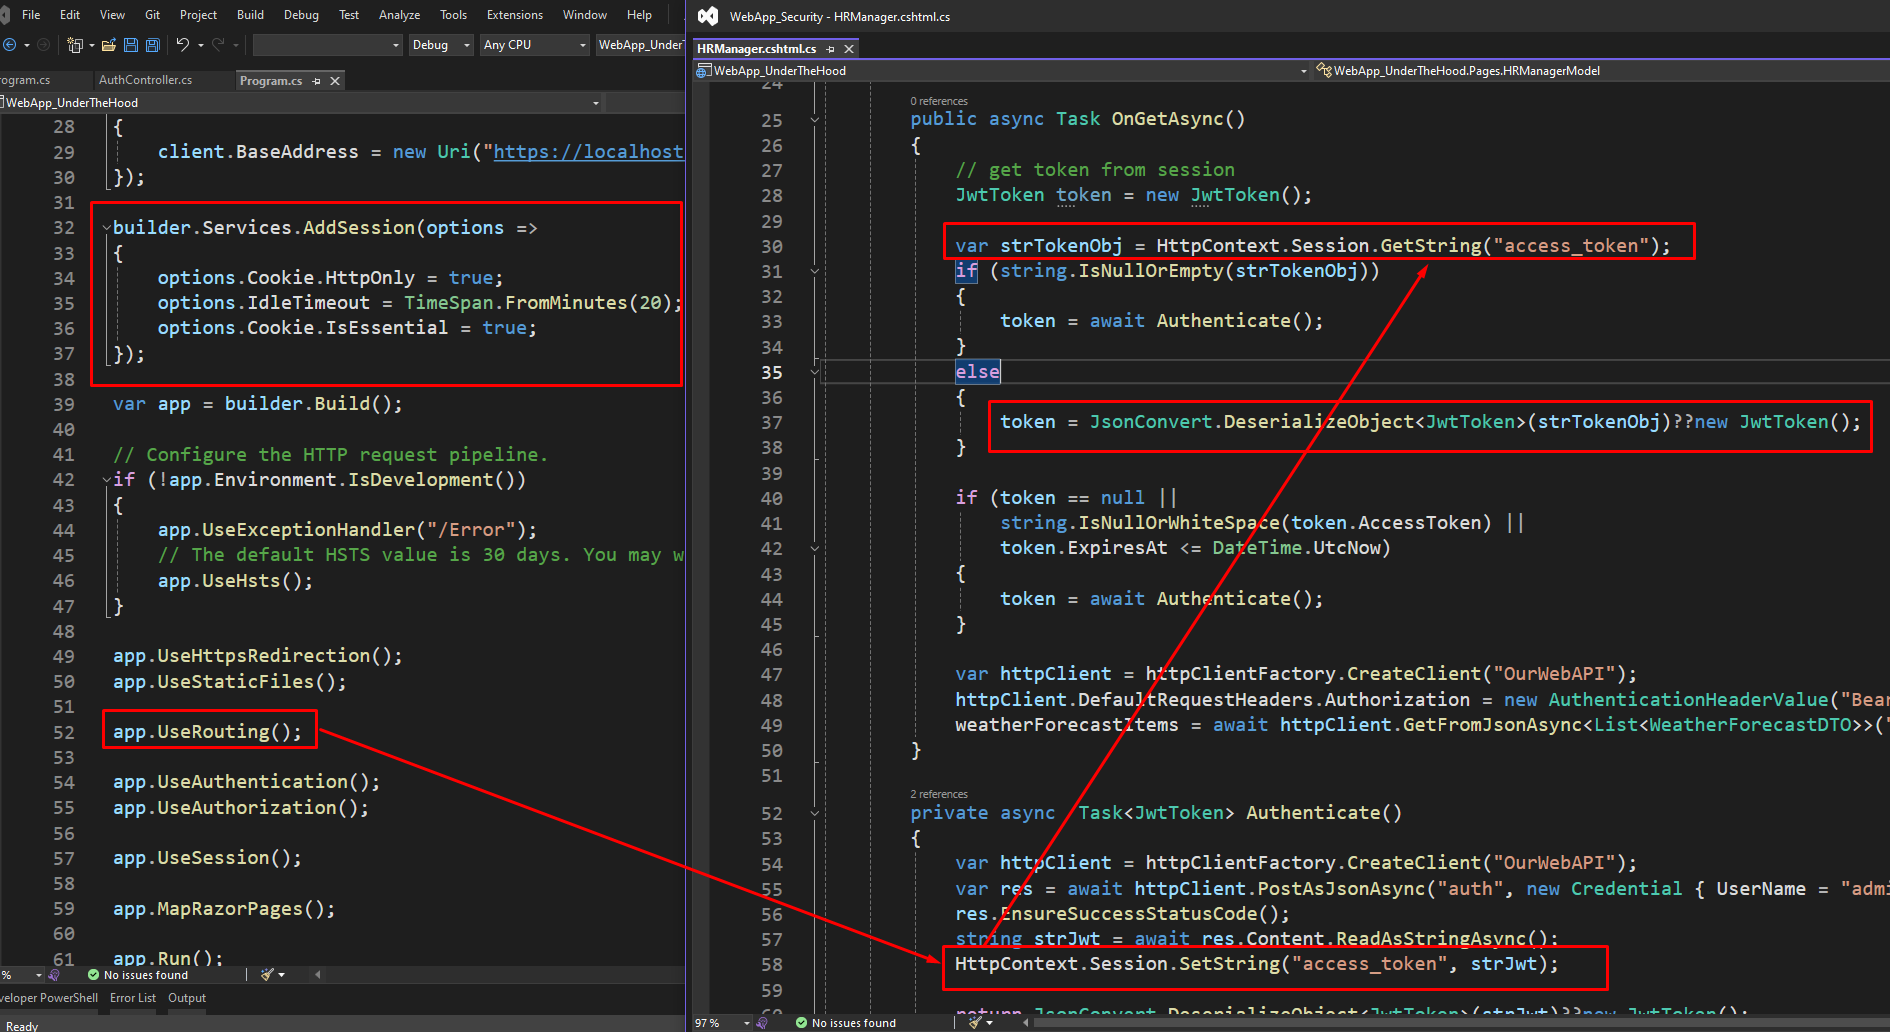 File Edit View Git Project Build Debug Test Analyze Tools Extensions Window Help
Debug Any CPU WebApp_UnderT
rogram.cs AuthController.cs Program.cs
WebApp_UnderTheHood
28 {
29 client.BaseAddress = new Uri("https://localhost
30 });
31
32 builder.Services.AddSession(options =>
33 {
34 options.Cookie.HttpOnly = true;
35 options.IdleTimeout = TimeSpan.FromMinutes(20);
36 options.Cookie.IsEssential = true;
37 });
38
39 var app = builder.Build();
40
41 // Configure the HTTP request pipeline.
42 if (!app.Environment.IsDevelopment())
43 {
44 app.UseExceptionHandler("/Error");
45 // The default HSTS value is 30 days. You may w
46 app.UseHsts();
47 }
48
49 app.UseHttpsRedirection();
50 app.UseStaticFiles();
51
52 app.UseRouting();
53
54 app.UseAuthentication();
55 app.UseAuthorization();
56
57 app.UseSession();
58
59 app.MapRazorPages();
60
61 app.Run();
% No issues found
veloper PowerShell Error List Output
Ready
WebApp_Security - HRManager.cshtml.cs
HRManager.cshtml.cs
WebApp_UnderTheHood WebApp_UnderTheHood.Pages.HRManagerModel
24
0 references
25 public async Task OnGetAsync()
26 {
27 // get token from session
28 JwtToken token = new JwtToken();
29
30 var strTokenObj = HttpContext.Session.GetString("access_token");
31 if (string.IsNullOrEmpty(strTokenObj))
32 {
33 token = await Authenticate();
34 }
35 else
36 {
37 token = JsonConvert.DeserializeObject<JwtToken>(strTokenObj)??new JwtToken();
38 }
39
40 if (token == null ||
41 string.IsNullOrWhiteSpace(token.AccessToken) ||
42 token.ExpiresAt <= DateTime.UtcNow)
43 {
44 token = await Authenticate();
45 }
46
47 var httpClient = httpClientFactory.CreateClient("OurWebAPI");
48 httpClient.DefaultRequestHeaders.Authorization = new AuthenticationHeaderValue("Bear
49 weatherForecastItems = await httpClient.GetFromJsonAsync<List<WeatherForecastDTO>>("
50 }
51
2 references
52 private async Task<JwtToken> Authenticate()
53 {
54 var httpClient = httpClientFactory.CreateClient("OurWebAPI");
55 var res = await httpClient.PostAsJsonAsync("auth", new Credential { UserName = "admi
56 res.EnsureSuccessStatusCode();
57 string strJwt = await res.Content.ReadAsStringAsync();
58 HttpContext.Session.SetString("access_token", strJwt);
59
60 return JsonConvert.DeserializeObject<JwtToken>(strJwt)??new JwtToken();
97 % No issues found